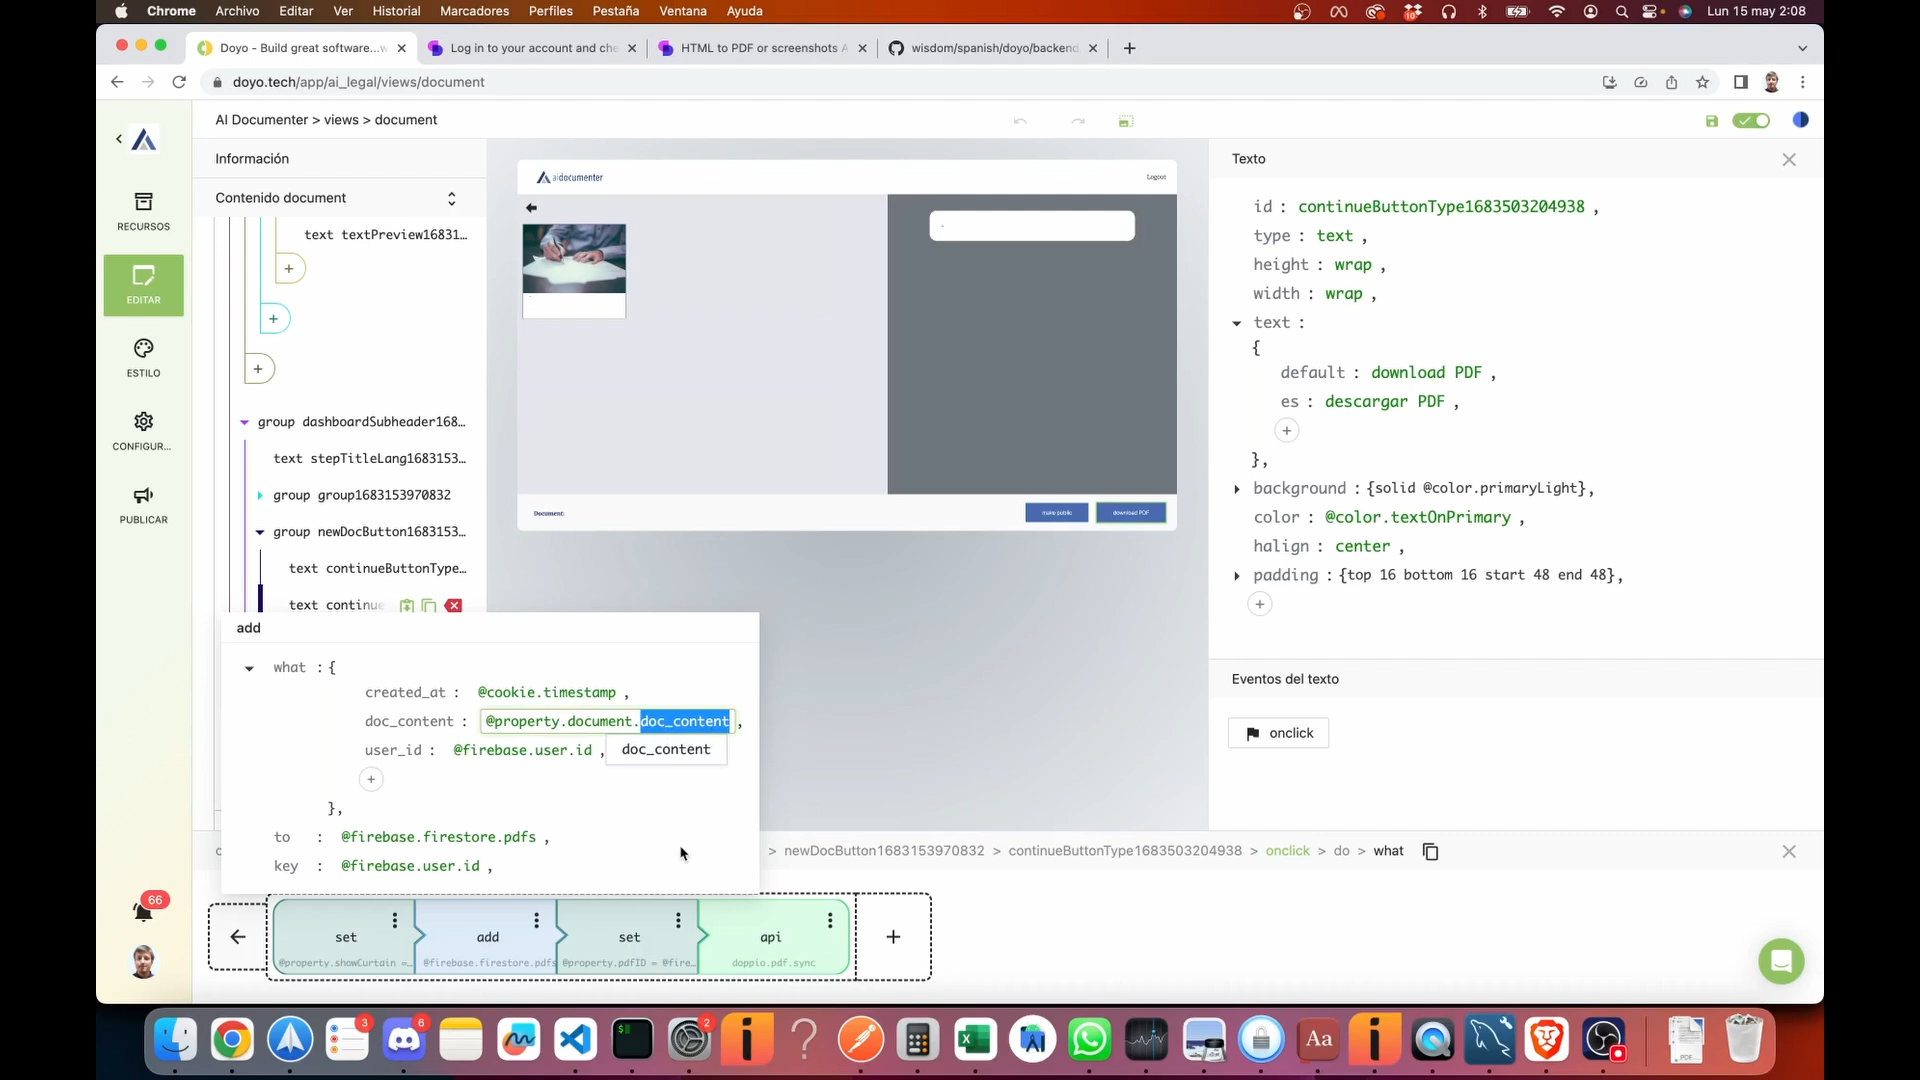 Chrome Archivo Editar Ver Historial Marcadores Perfiles Pestaña Ventana Ayuda
10
Lun 15 may 2:08
Doyo - Build great software...w
Log in to your account and che
HTML to PDF or screenshots A
wisdom/spanish/doyo/backend
doyo.tech/app/ai_legal/views/document
AI Documenter > views > document
RECURSOS
EDITAR
ESTILO
CONFIGUR...
PUBLICAR
66
Información
Contenido document
text textPreview16831...
+
+
+
group dashboardSubheader168...
text stepTitleLang1683153...
group group1683153970832
group newDocButton1683153...
text continueButtonType...
text continue
aidocumenter
Logout
Document:
make public
download PDF
Texto
id : continueButtonType1683503204938 ,
type : text ,
height : wrap ,
width : wrap ,
text :
{
default : download PDF ,
es : descargar PDF ,
+
},
background : {solid @color.primaryLight},
color : @color.textOnPrimary ,
halign : center ,
padding : {top 16 bottom 16 start 48 end 48},
+
Eventos del texto
onclick
add
what : {
created_at : @cookie.timestamp ,
doc_content : @property.document.doc_content ,
user_id : @firebase.user.id ,
doc_content
+
},
to : @firebase.firestore.pdfs ,
key : @firebase.user.id ,
> newDocButton1683153970832 > continueButtonType1683503204938 > onclick > do > what
set
@property.showCurtain =...
add
@firebase.firestore.pdfs
set
@property.pdfID = @fire...
api
doppio.pdf.sync
+
3
6
2
Aa
PDF